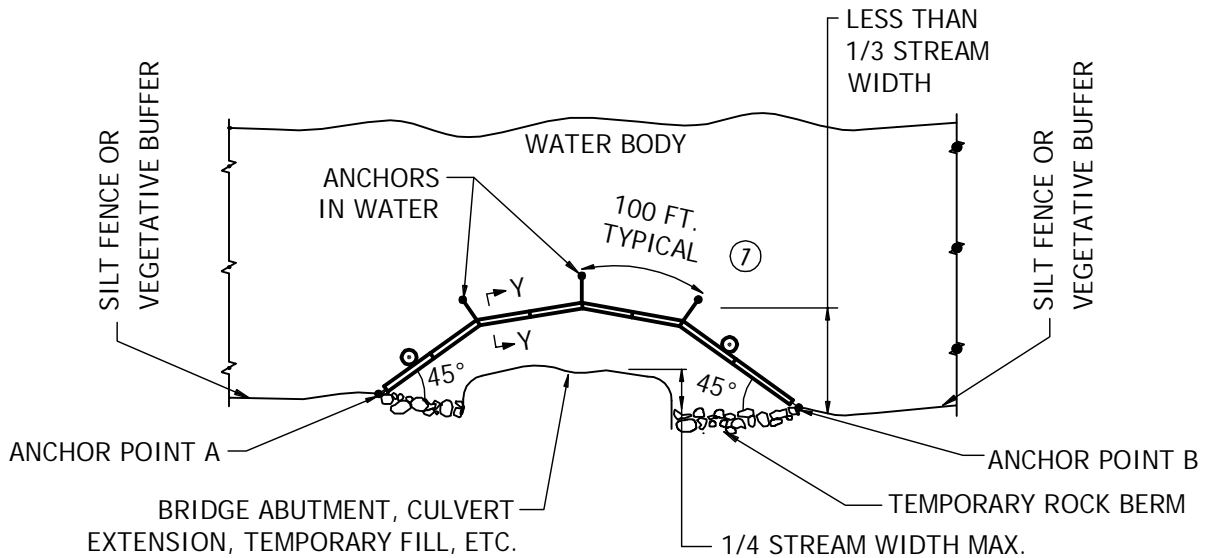 LESS THAN
1/3 STREAM
WIDTH
SILT FENCE OR
VEGETATIVE BUFFER
WATER BODY
ANCHORS
IN WATER
100 FT.
TYPICAL
1
SILT FENCE OR
VEGETATIVE BUFFER
Y
Y
45°
45°
ANCHOR POINT A
ANCHOR POINT B
BRIDGE ABUTMENT, CULVERT
EXTENSION, TEMPORARY FILL, ETC.
TEMPORARY ROCK BERM
1/4 STREAM WIDTH MAX.